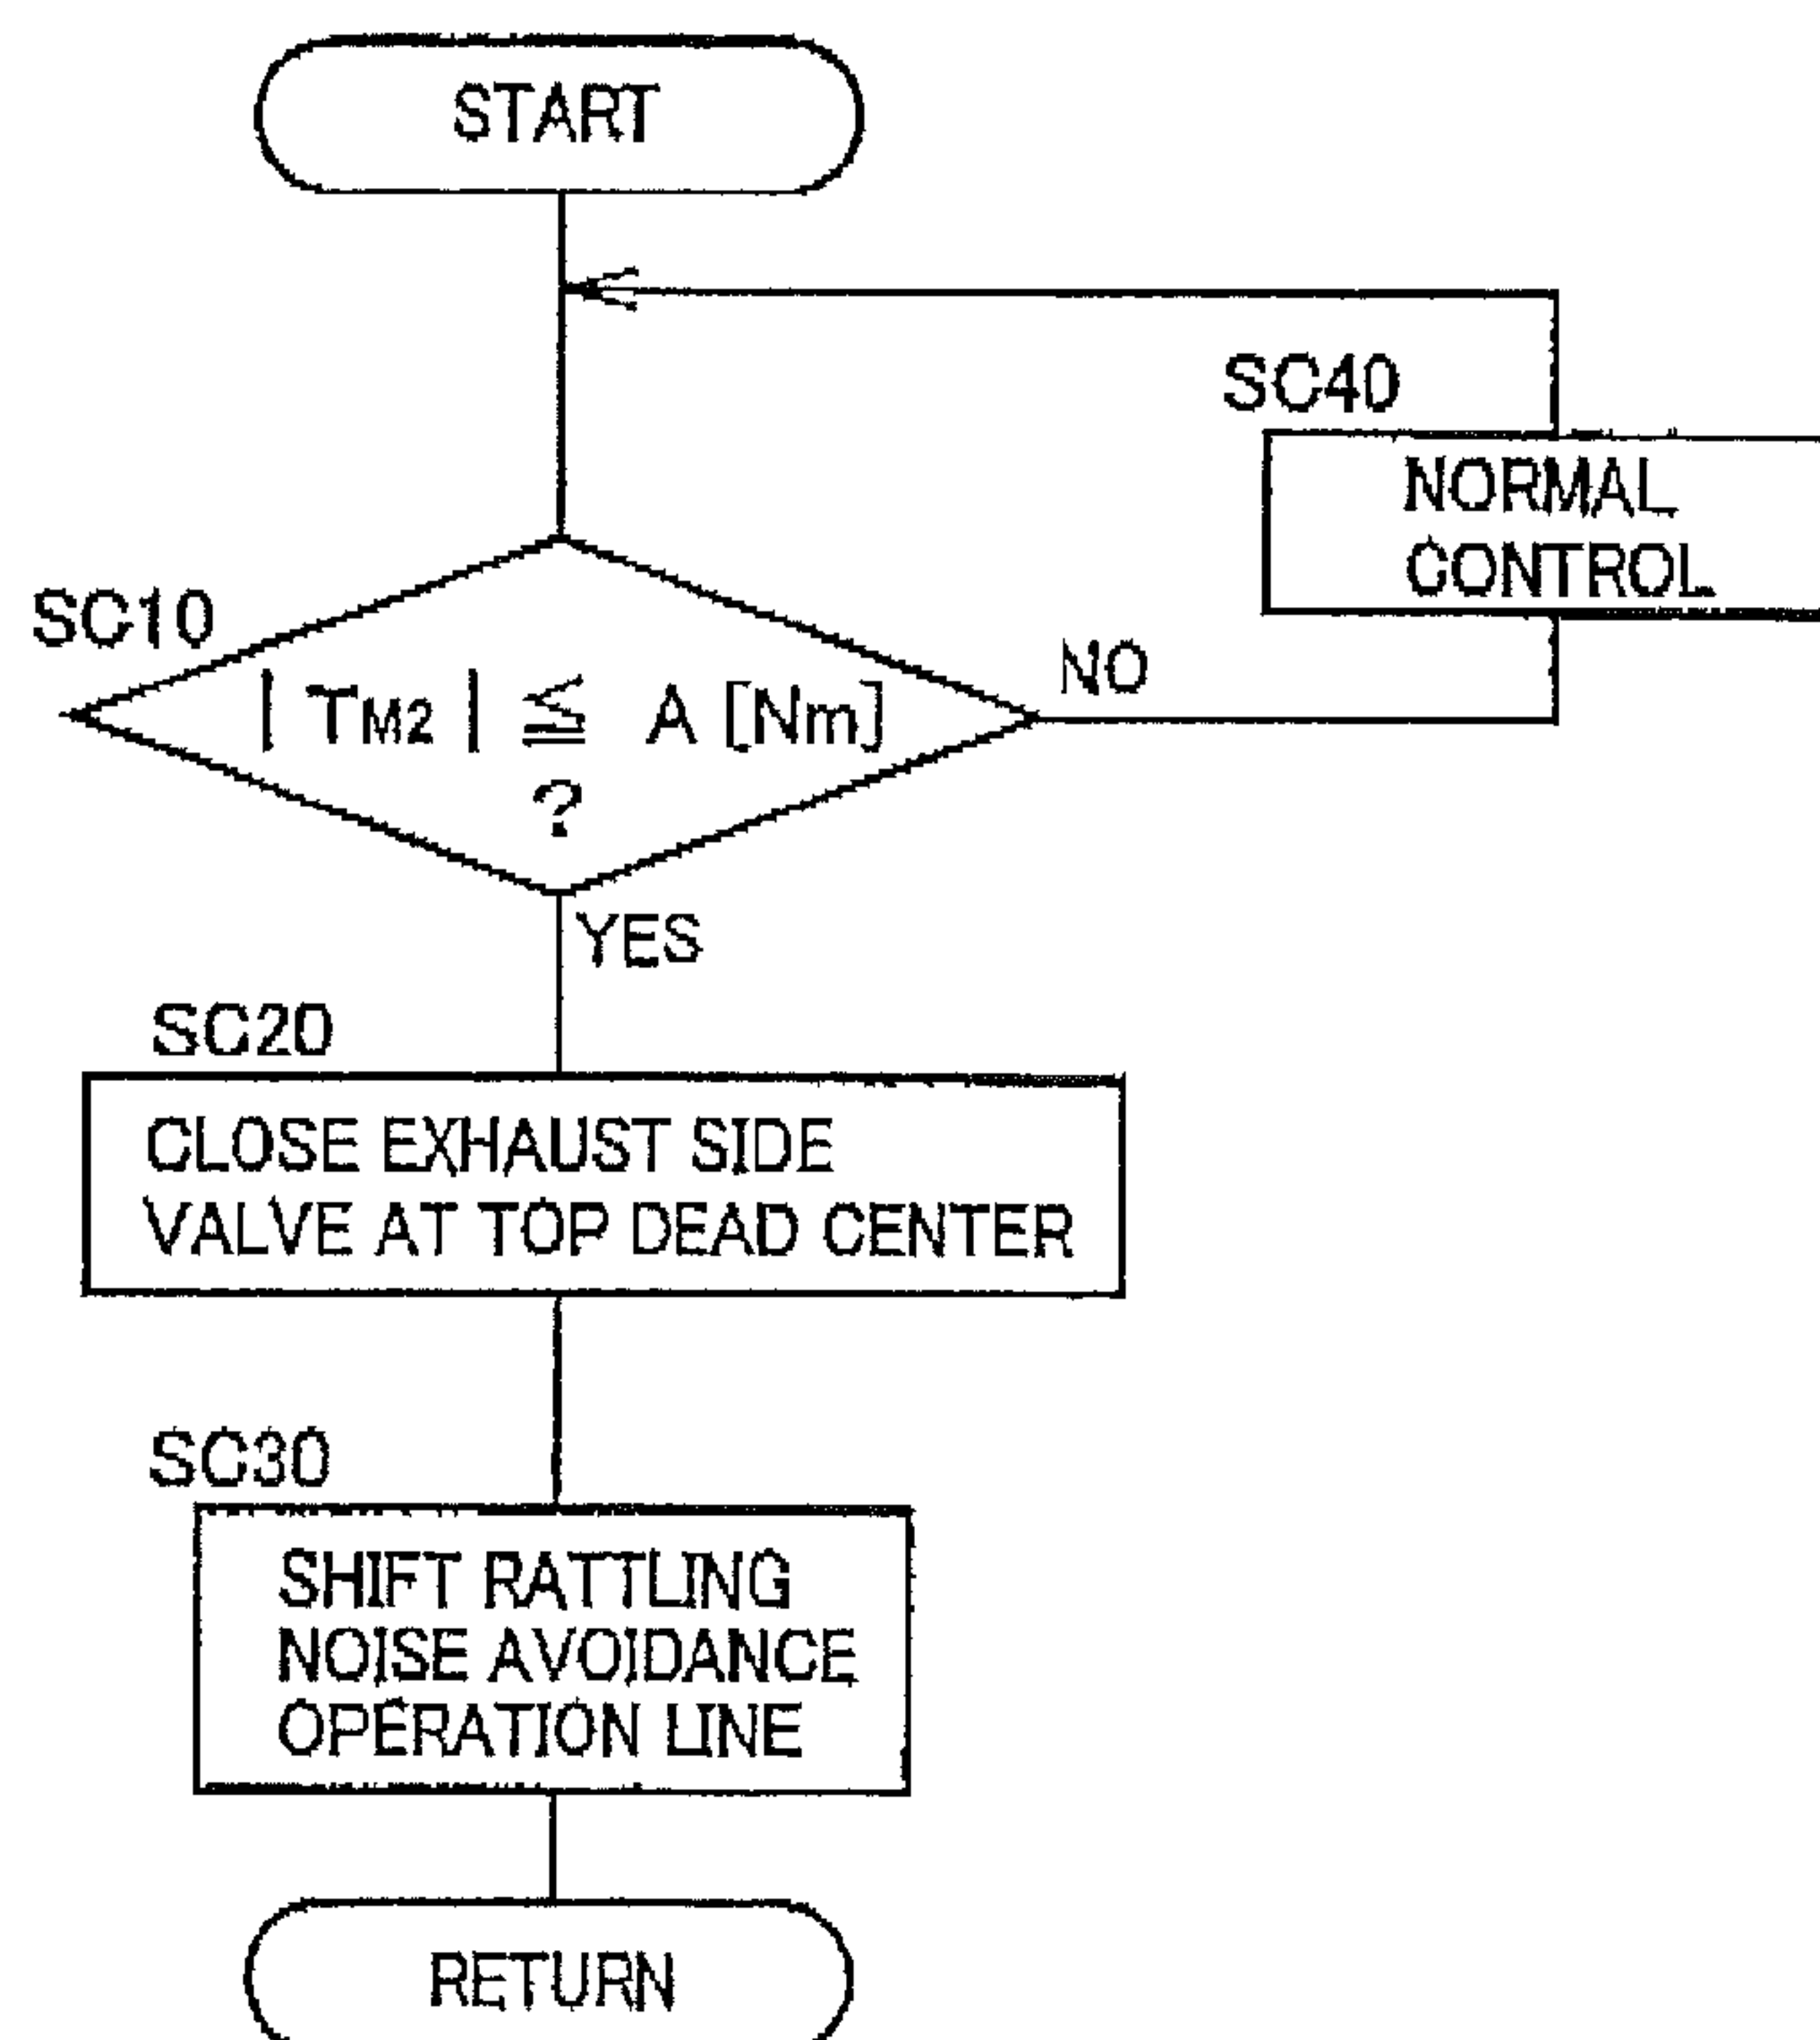 START
SC40
NORMAL
CONTROL
SC10
| TM2 | ≦ A [Nm]
?
NO
YES
SC20
CLOSE EXHAUST SIDE
VALVE AT TOP DEAD CENTER
SC30
SHIFT RATTLING
NOISE AVOIDANCE
OPERATION LINE
RETURN